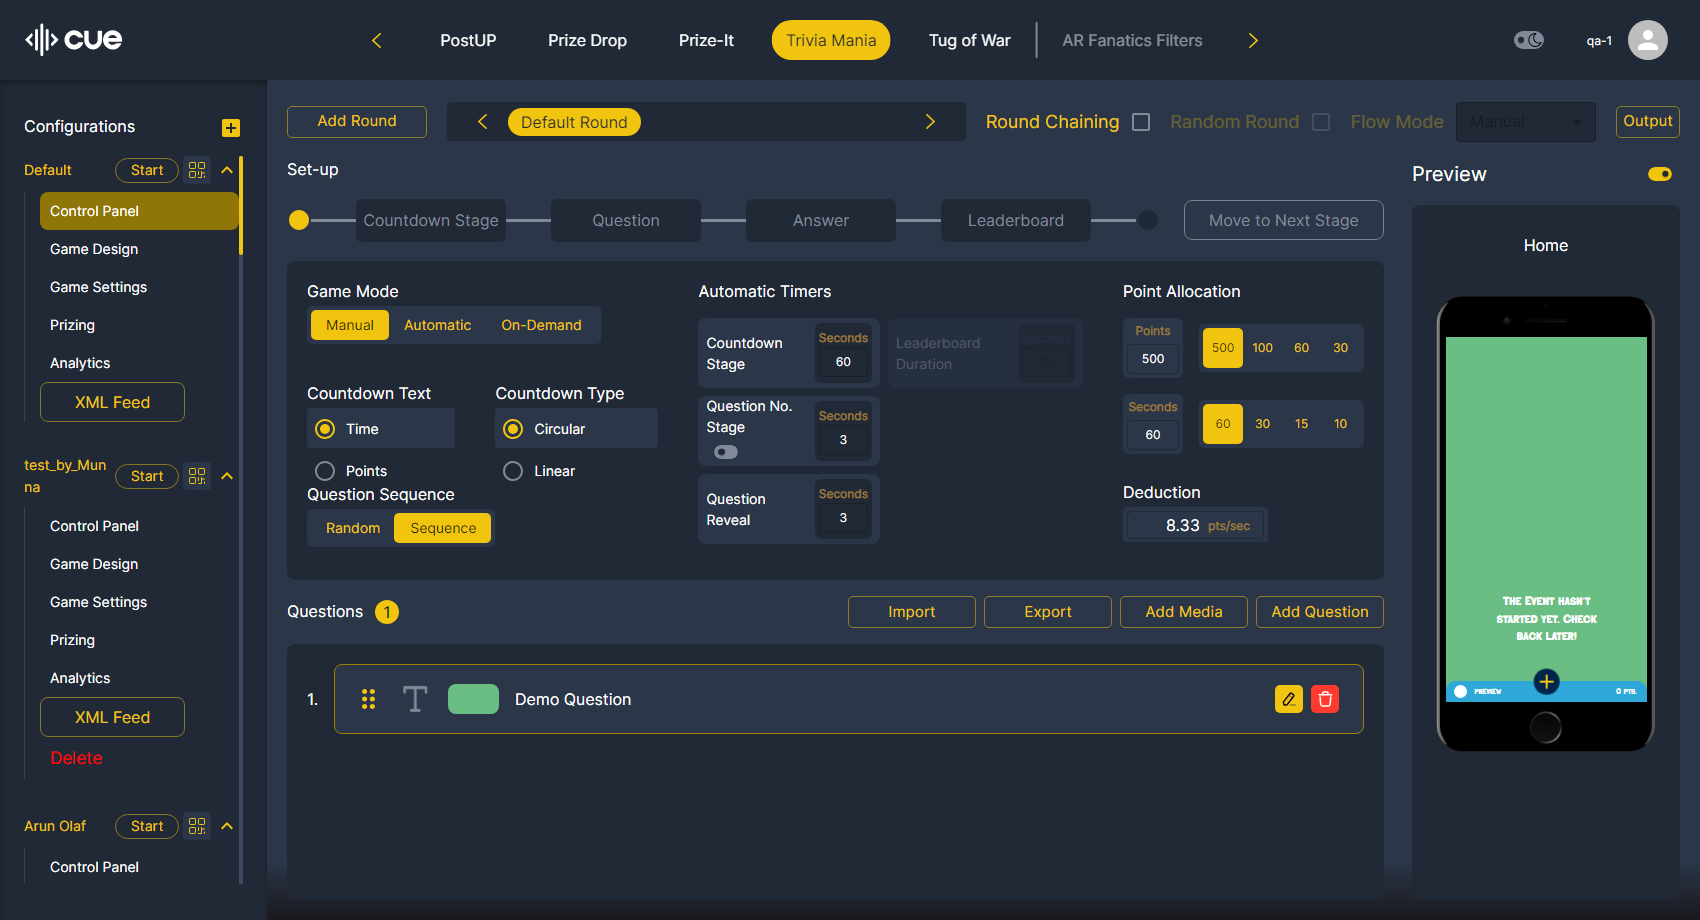 cue
PostUP
Prize Drop
Prize-It
Trivia Mania
Tug of War
AR Fanatics Filters
qa-1
Configurations
Default
Start
Control Panel
Game Design
Game Settings
Prizing
Analytics
XML Feed
test_by_Mun
na
Start
Control Panel
Game Design
Game Settings
Prizing
Analytics
XML Feed
Delete
Arun Olaf
Start
Control Panel
Add Round
Default Round
Round Chaining
Random Round
Flow Mode
Manual
Output
Set-up
Countdown Stage
Question
Answer
Leaderboard
Move to Next Stage
Game Mode
Manual
Automatic
On-Demand
Countdown Text
Time
Points
Countdown Type
Circular
Linear
Question Sequence
Random
Sequence
Automatic Timers
Countdown
Stage
Seconds
60
Leaderboard
Duration
Seconds
10
Question No.
Stage
Seconds
3
Question
Reveal
Seconds
3
Point Allocation
Points
500
500
100
60
30
Seconds
60
60
30
15
10
Deduction
8.33 pts/sec
Questions 1
Import
Export
Add Media
Add Question
1.
Demo Question
Preview
Home
The Event hasn't
started yet. Check
back later!
PREVIEW
0 PTS.